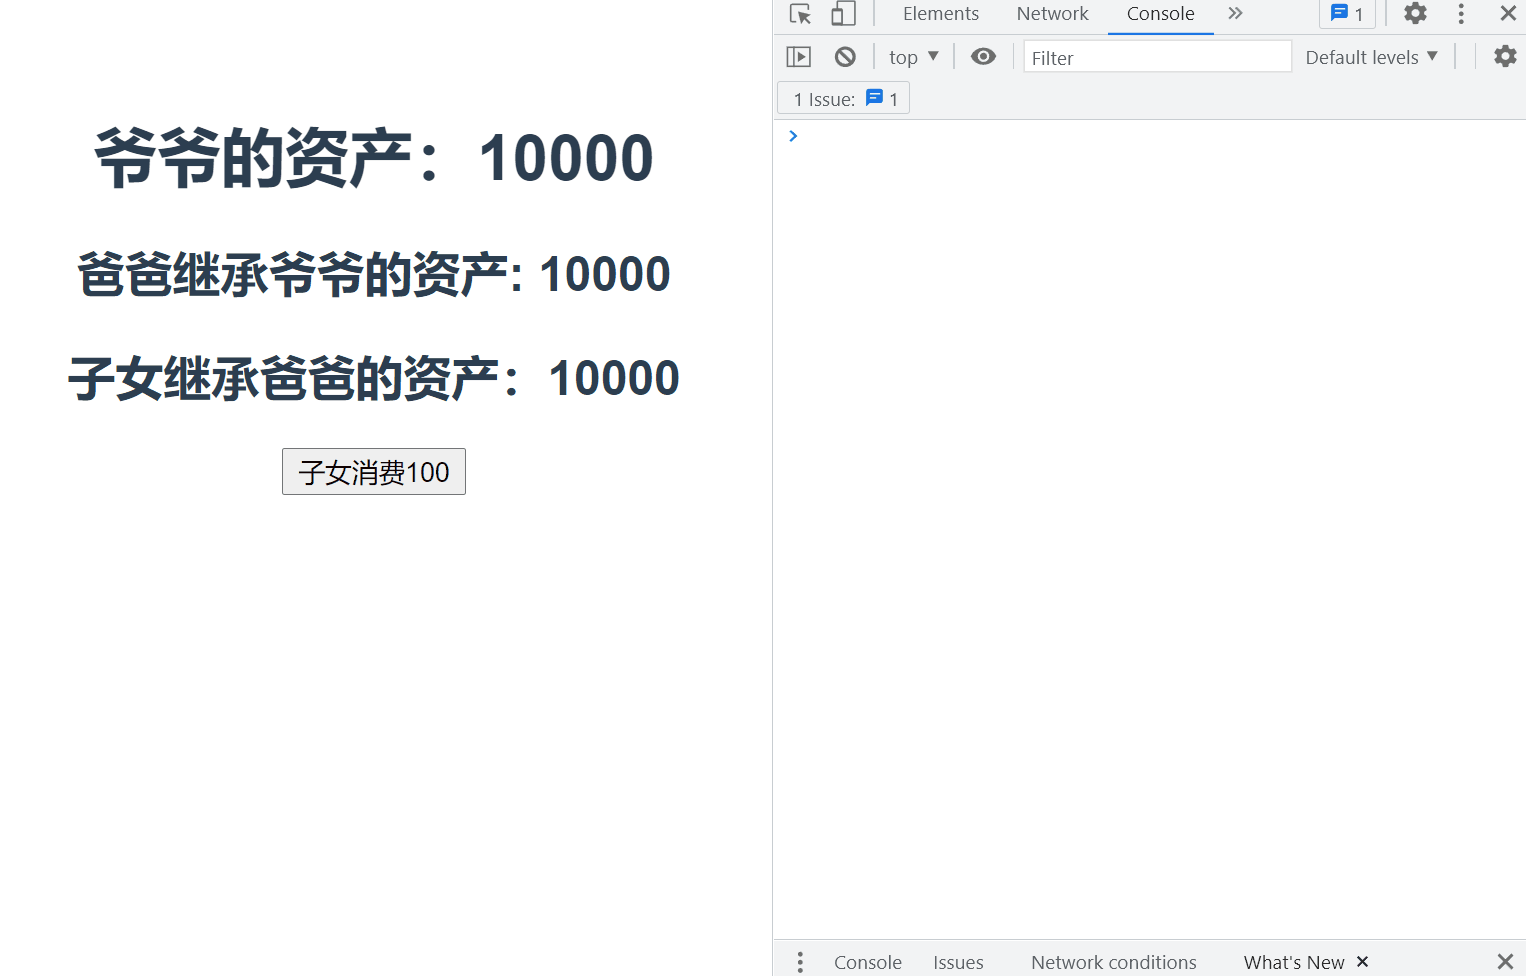 爷爷的资产：10000
爸爸继承爷爷的资产: 10000
子女继承爸爸的资产：10000
子女消费100
Elements Network Console 1
top Filter Default levels
1 Issue: 1
Console Issues Network conditions What's New